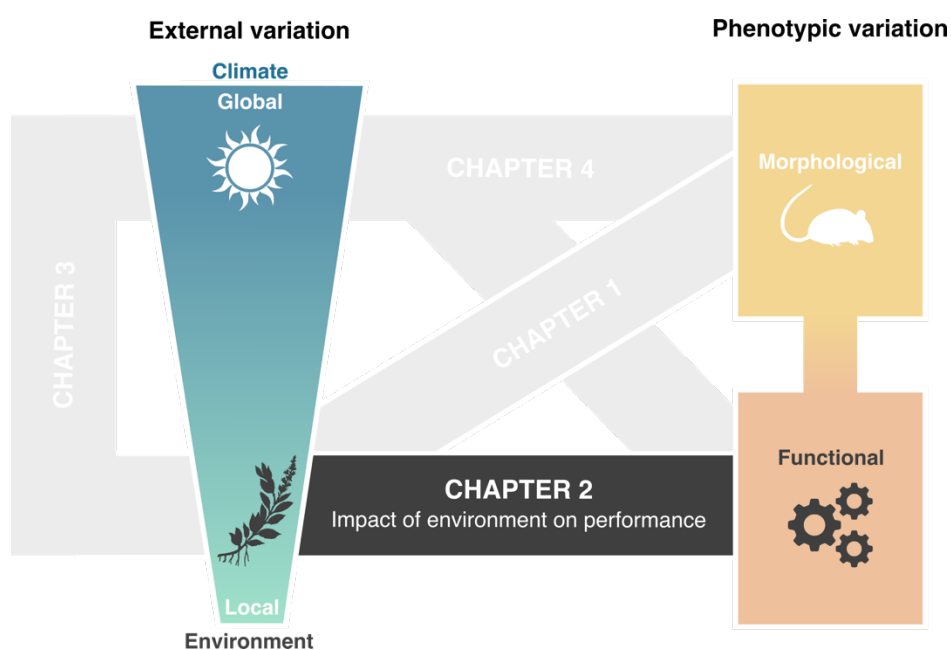 External variation
Phenotypic variation
Climate
Global
CHAPTER 4
Morphological
CHAPTER 3
CHAPTER 1
Functional
CHAPTER 2
Impact of environment on performance
Local
Environment